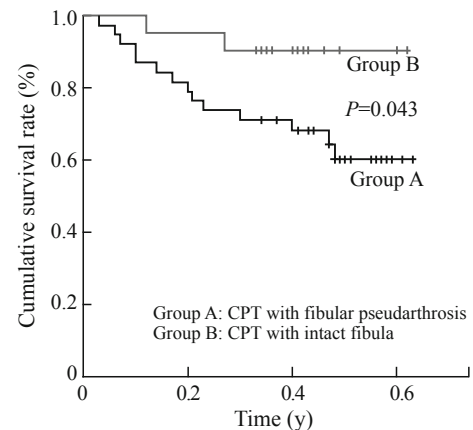 Cumulative survival rate (%)
1.0
0.8
0.6
0.4
0.2
0
Group B
P=0.043
Group A
Group A: CPT with fibular pseudarthrosis
Group B: CPT with intact fibula
0 0.2 0.4 0.6
Time (y)